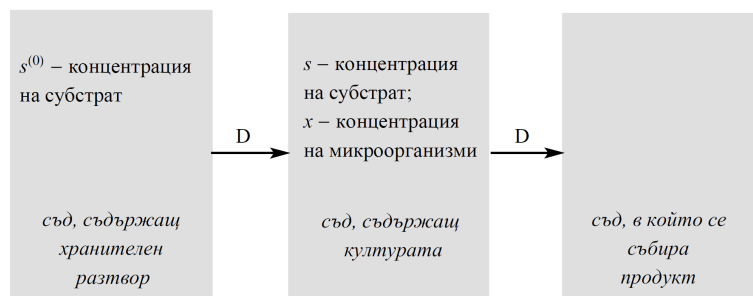 s⁽⁰⁾ – концентрация
на субстрат
съд, съдържащ
хранителен
разтвор
D
s – концентрация
на субстрат;
x – концентрация
на микроорганизми
съд, съдържащ
културата
D
съд, в който се
събира
продукт